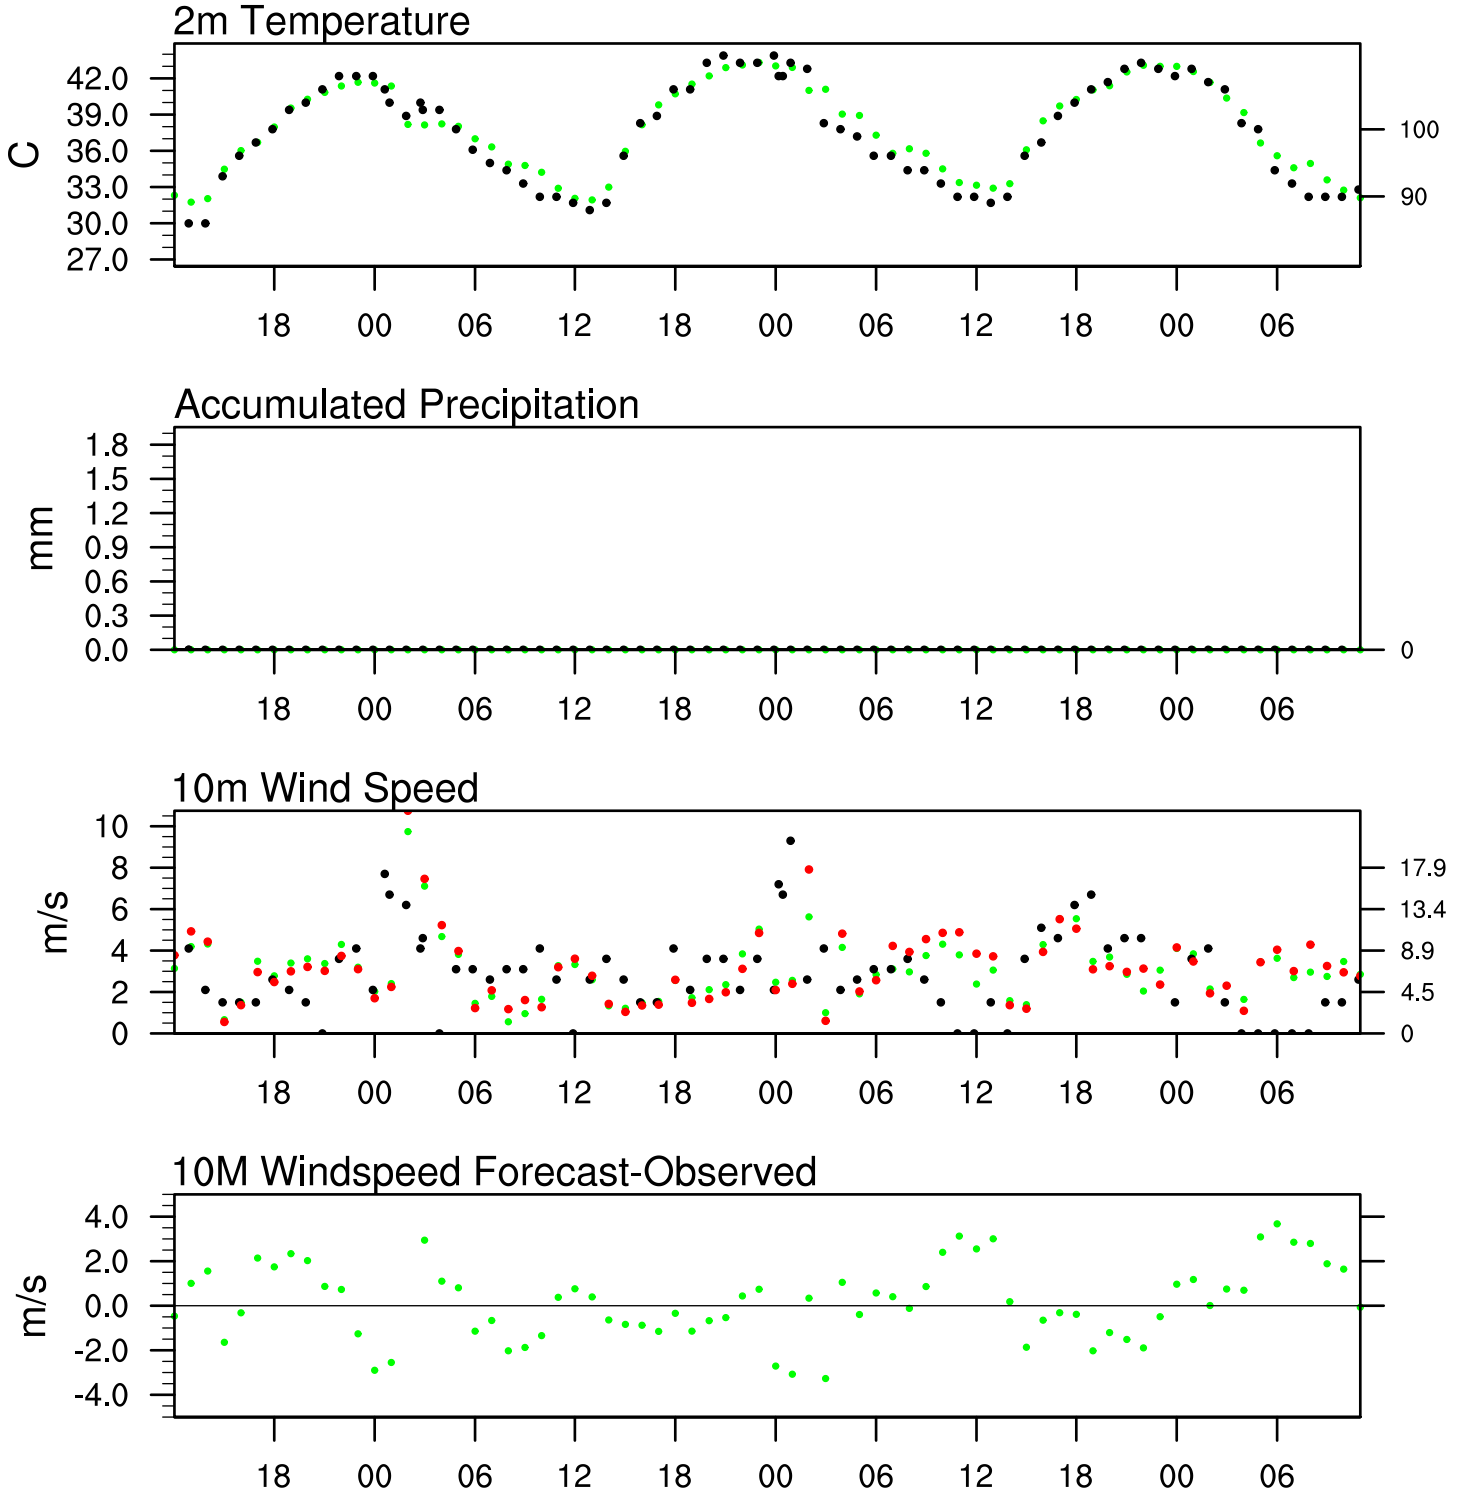 2m Temperature
42.0
39.0
36.0
33.0
30.0
27.0
C
100
90
18 00 06 12 18 00 06 12 18 00 06
Accumulated Precipitation
1.8
1.5
1.2
0.9
0.6
0.3
0.0
mm
0
18 00 06 12 18 00 06 12 18 00 06
10m Wind Speed
10
8
6
4
2
0
m/s
17.9
13.4
8.9
4.5
0
18 00 06 12 18 00 06 12 18 00 06
10M Windspeed Forecast-Observed
4.0
2.0
0.0
-2.0
-4.0
m/s
18 00 06 12 18 00 06 12 18 00 06